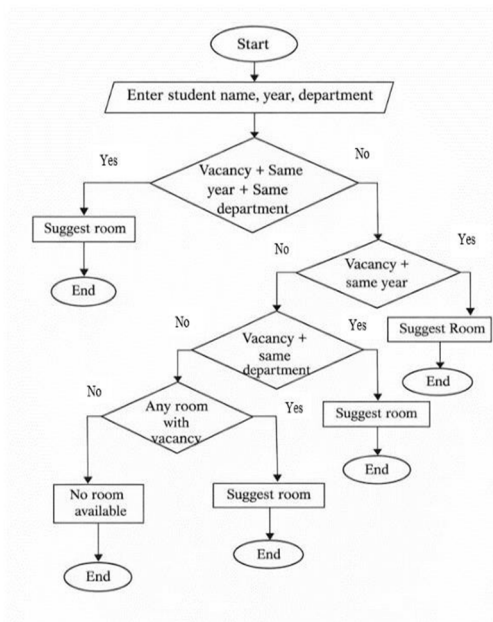 Start
Enter student name, year, department
Yes
No
Vacancy + Same
year + Same
department
Suggest room
End
No
Yes
Vacancy +
same year
Suggest Room
End
No
Yes
Vacancy +
same
department
Suggest room
End
No
Yes
Any room
with
vacancy
No room
available
End
Suggest room
End